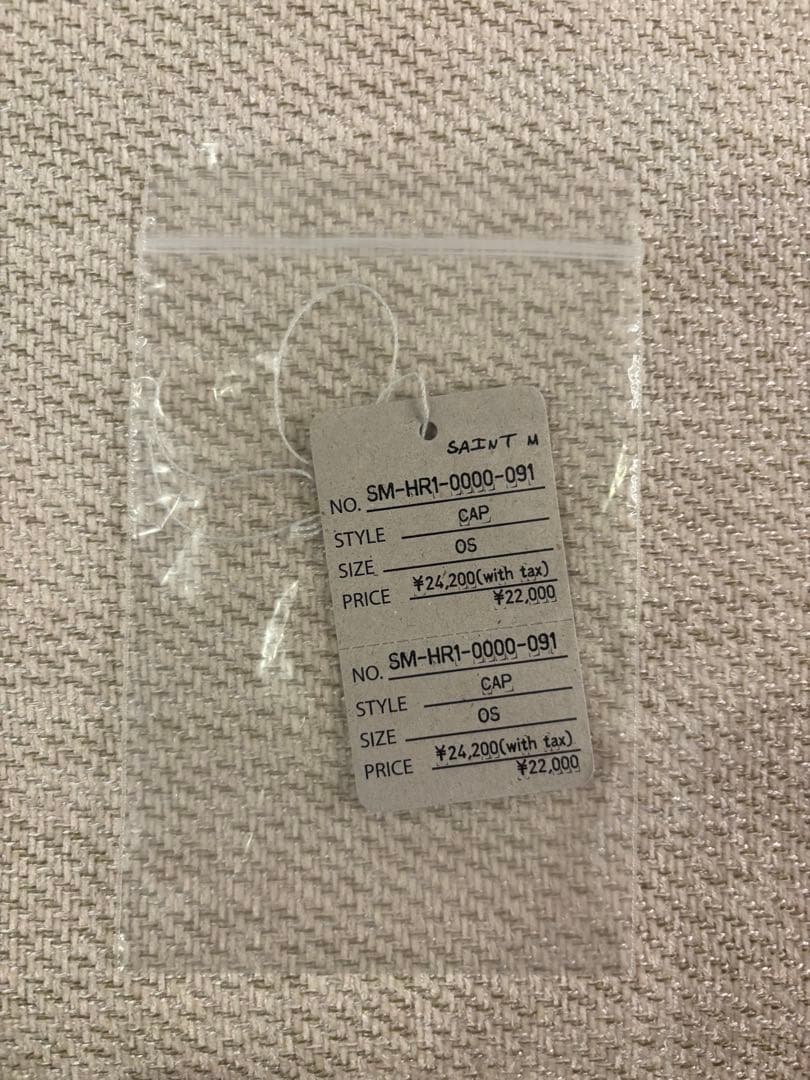 SAINT M
NO. SM-HR1-0000-091
STYLE CAP
SIZE OS
PRICE ¥24,200(with tax)
¥22,000
NO. SM-HR1-0000-091
STYLE CAP
SIZE OS
PRICE ¥24,200(with tax)
¥22,000